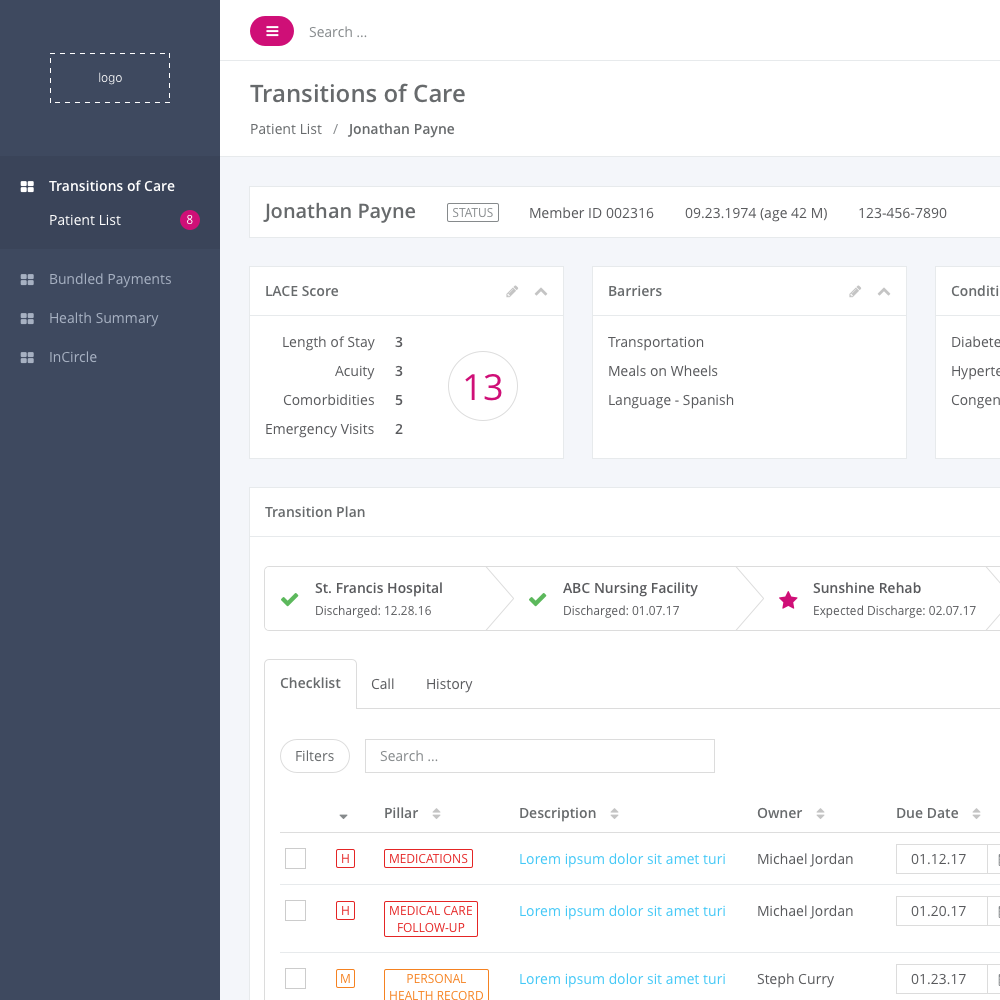 logo
Search ...
Transitions of Care
Patient List / Jonathan Payne
Transitions of Care
Patient List 8
Bundled Payments
Health Summary
InCircle
Jonathan Payne STATUS Member ID 002316 09.23.1974 (age 42 M) 123-456-7890
LACE Score
Length of Stay 3
Acuity 3
Comorbidities 5
Emergency Visits 2
13
Barriers
Transportation
Meals on Wheels
Language - Spanish
Conditi
Diabete
Hyperte
Congen
Transition Plan
St. Francis Hospital
Discharged: 12.28.16
ABC Nursing Facility
Discharged: 01.07.17
Sunshine Rehab
Expected Discharge: 02.07.17
Checklist Call History
Filters Search ...
Pillar Description Owner Due Date
H MEDICATIONS Lorem ipsum dolor sit amet turi Michael Jordan 01.12.17
H MEDICAL CARE
FOLLOW-UP Lorem ipsum dolor sit amet turi Michael Jordan 01.20.17
M PERSONAL
HEALTH RECORD Lorem ipsum dolor sit amet turi Steph Curry 01.23.17